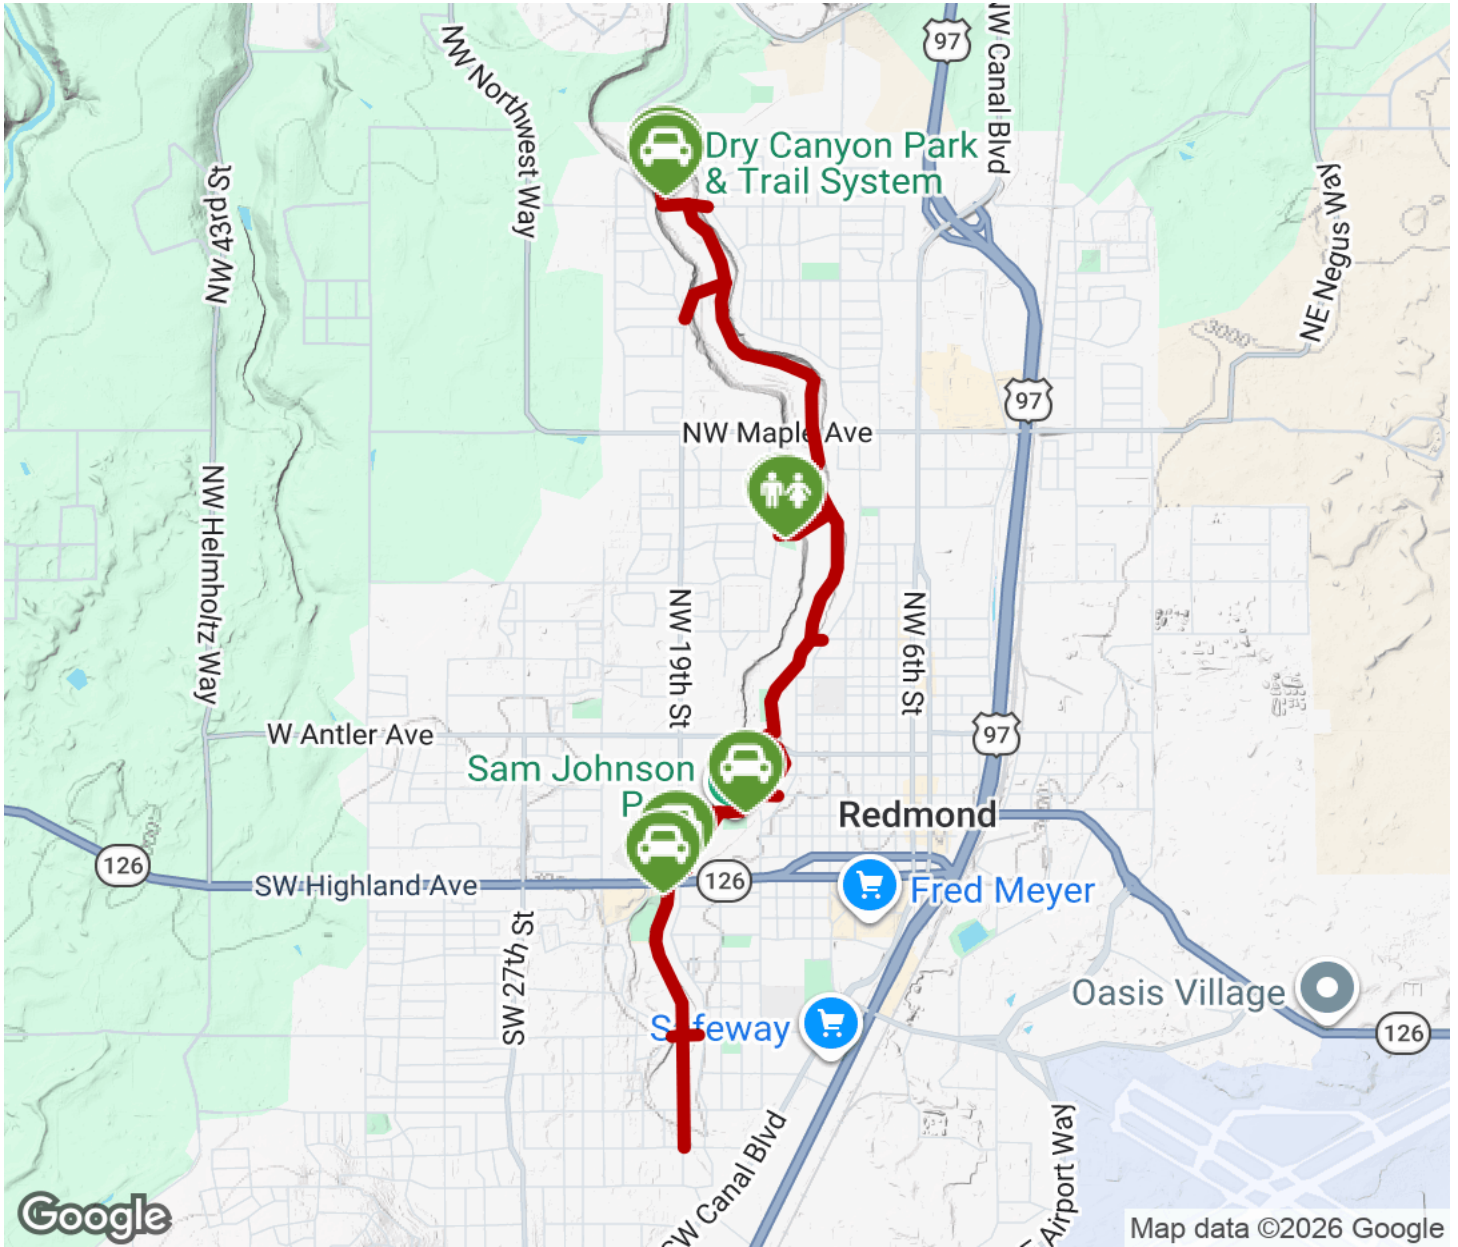 97
NW Canal Blvd
NW Northwest Way
Dry Canyon Park
& Trail System
NW 43rd St
NE Negus Way
3000
97
NW Maple Ave
NW Helmholtz Way
NW 19th St
NW 6th St
97
W Antler Ave
Sam Johnson
Redmond
126
SW Highland Ave
126
Fred Meyer
SW 27th St
Oasis Village
Safeway
126
SW Canal Blvd
Airport Way
Google
Map data ©2026 Google